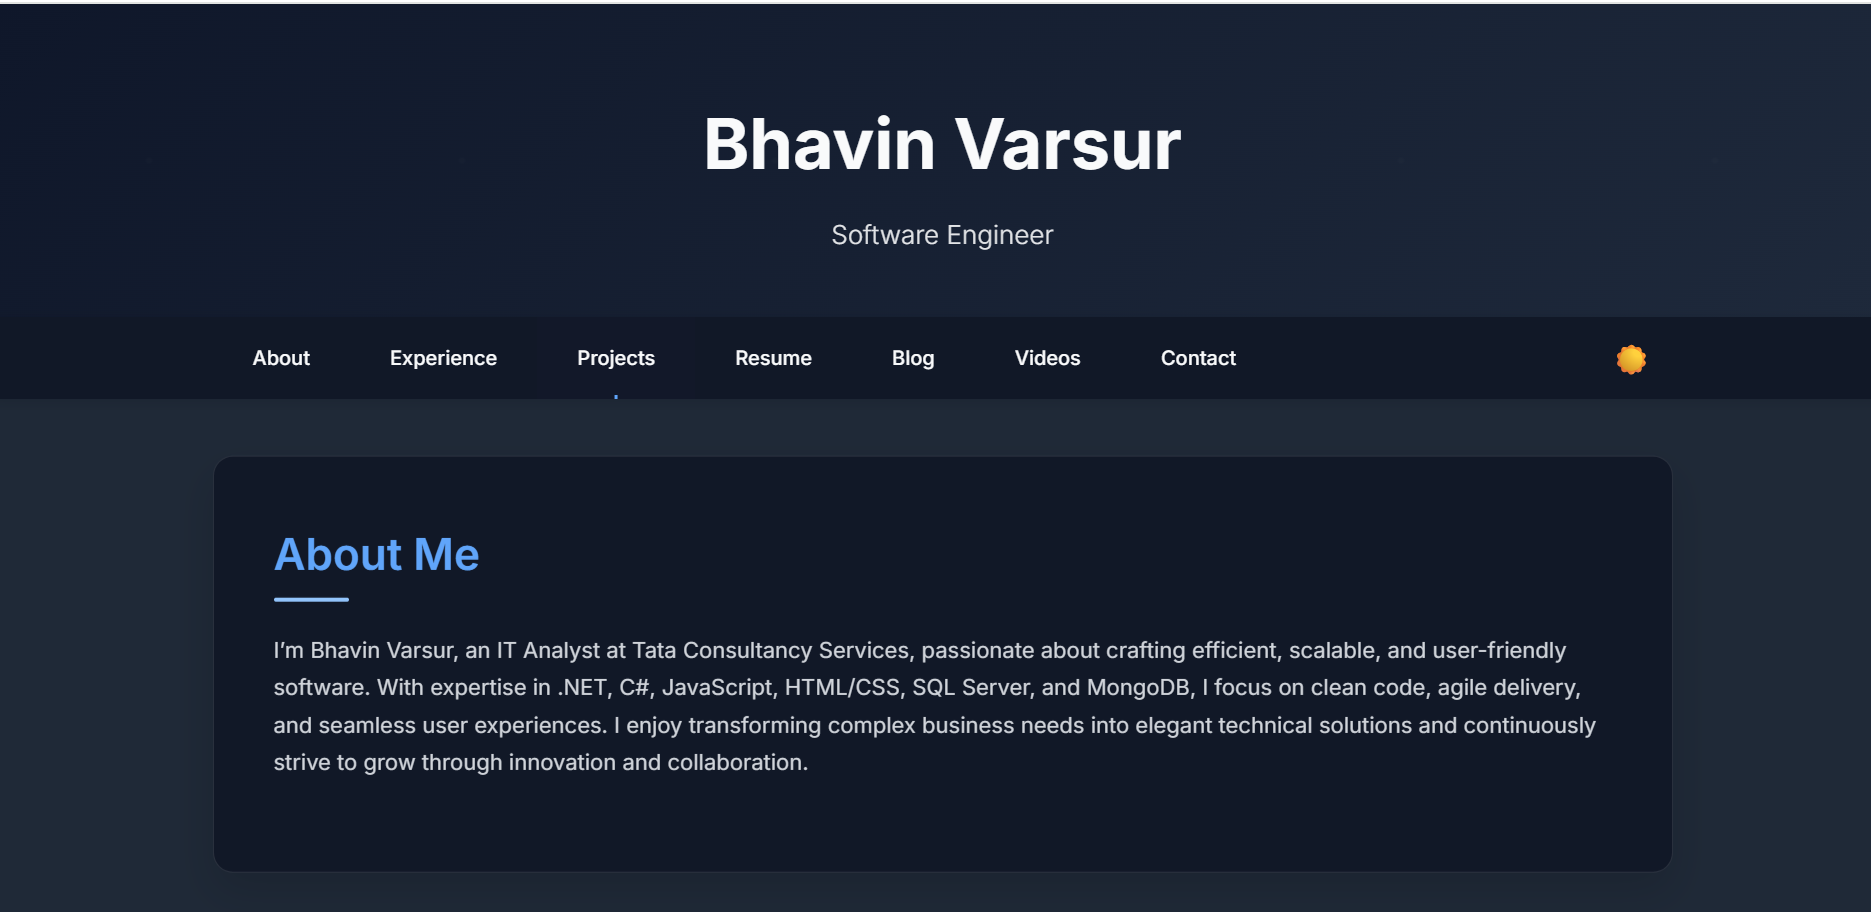 Bhavin Varsur
Software Engineer
About Experience Projects Resume Blog Videos Contact
About Me
I’m Bhavin Varsur, an IT Analyst at Tata Consultancy Services, passionate about crafting efficient, scalable, and user-friendly
software. With expertise in .NET, C#, JavaScript, HTML/CSS, SQL Server, and MongoDB, I focus on clean code, agile delivery,
and seamless user experiences. I enjoy transforming complex business needs into elegant technical solutions and continuously
strive to grow through innovation and collaboration.